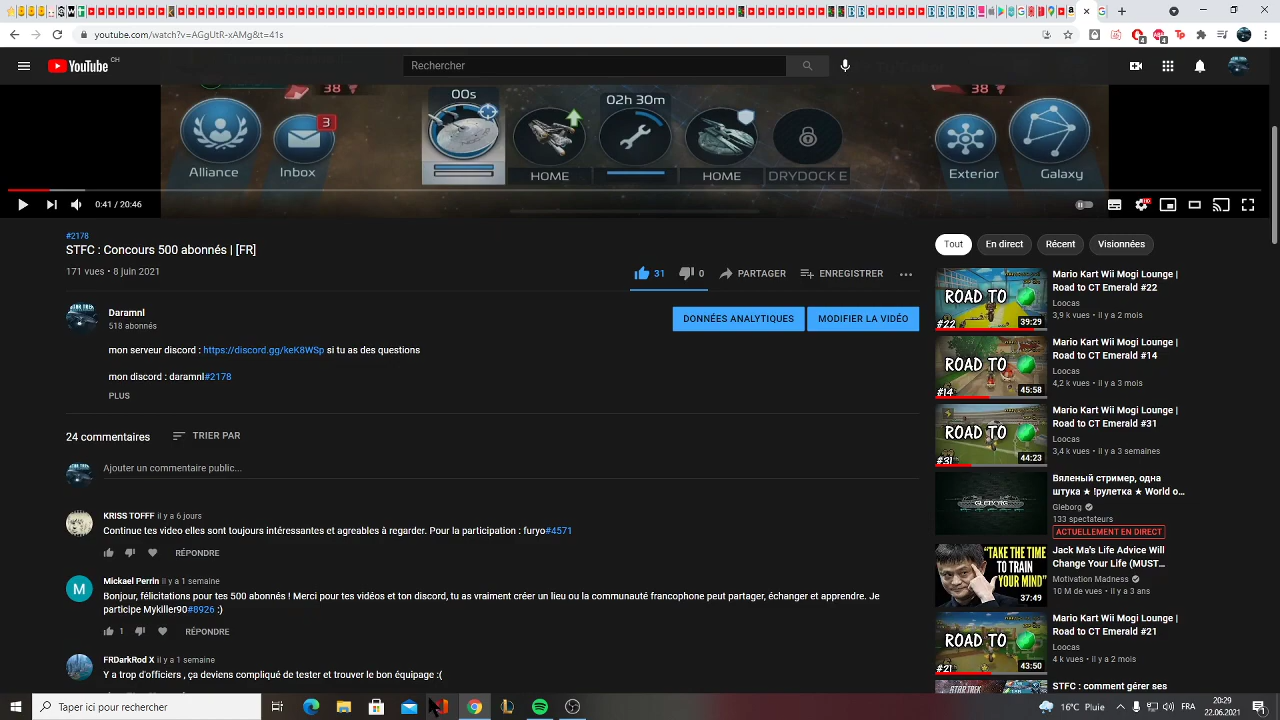 youtube.com/watch?v=AGgUtR-xAMg&t=41s
4
4
YouTube CH
Rechercher
38
38
00s
02h 30m
3
Alliance
Inbox
HOME
HOME
DRYDOCK E
Exterior
Galaxy
0:41 / 20:46
#2178
STFC : Concours 500 abonnés ! [FR]
171 vues • 8 juin 2021
31
0
PARTAGER
ENREGISTRER
Daramnl
518 abonnés
DONNÉES ANALYTIQUES
MODIFIER LA VIDÉO
mon serveur discord : https://discord.gg/keK8WSp si tu as des questions
mon discord : daramnl#2178
PLUS
24 commentaires
TRIER PAR
Ajouter un commentaire public...
KRISS TOFFF il y a 6 jours
Continue tes video elles sont toujours intéressantes et agréables à regarder. Pour la participation : furyo#4571
RÉPONDRE
M
Mickael Perrin il y a 1 semaine
Bonjour, félicitations pour tes 500 abonnés ! Merci pour tes vidéos et ton discord, tu as vraiment créer un lieu ou la communauté francophone peut partager, échanger et apprendre. Je
participe Mykiller90#8926 :)
1
RÉPONDRE
FRDarkRod X il y a 1 semaine
Y a trop d'officiers , ça deviens compliqué de tester et trouver le bon équipage :(
Tout
En direct
Récent
Visionnées
ROAD TO
#22
39:29
Mario Kart Wii Mogi Lounge |
Road to CT Emerald #22
Loocas
3,9 k vues • il y a 2 mois
ROAD TO
#14
45:58
Mario Kart Wii Mogi Lounge |
Road to CT Emerald #14
Loocas
4,2 k vues • il y a 3 mois
ROAD TO
#31
44:23
Mario Kart Wii Mogi Lounge |
Road to CT Emerald #31
Loocas
3,4 k vues • il y a 3 semaines
Вяленый стример, одна
штука ★ !рулетка ★ World o...
Gleborg
133 spectateurs
ACTUELLEMENT EN DIRECT
"TAKE THE TIME
TO TRAIN
YOUR MIND"
37:49
Jack Ma's Life Advice Will
Change Your Life (MUST...
Motivation Madness
10 M de vues • il y a 3 ans
ROAD TO
#21
43:50
Mario Kart Wii Mogi Lounge |
Road to CT Emerald #21
Loocas
4 k vues • il y a 2 mois
STFC : comment gérer ses
Taper ici pour rechercher
16°C Pluie
FR
20:29
22.06.2021